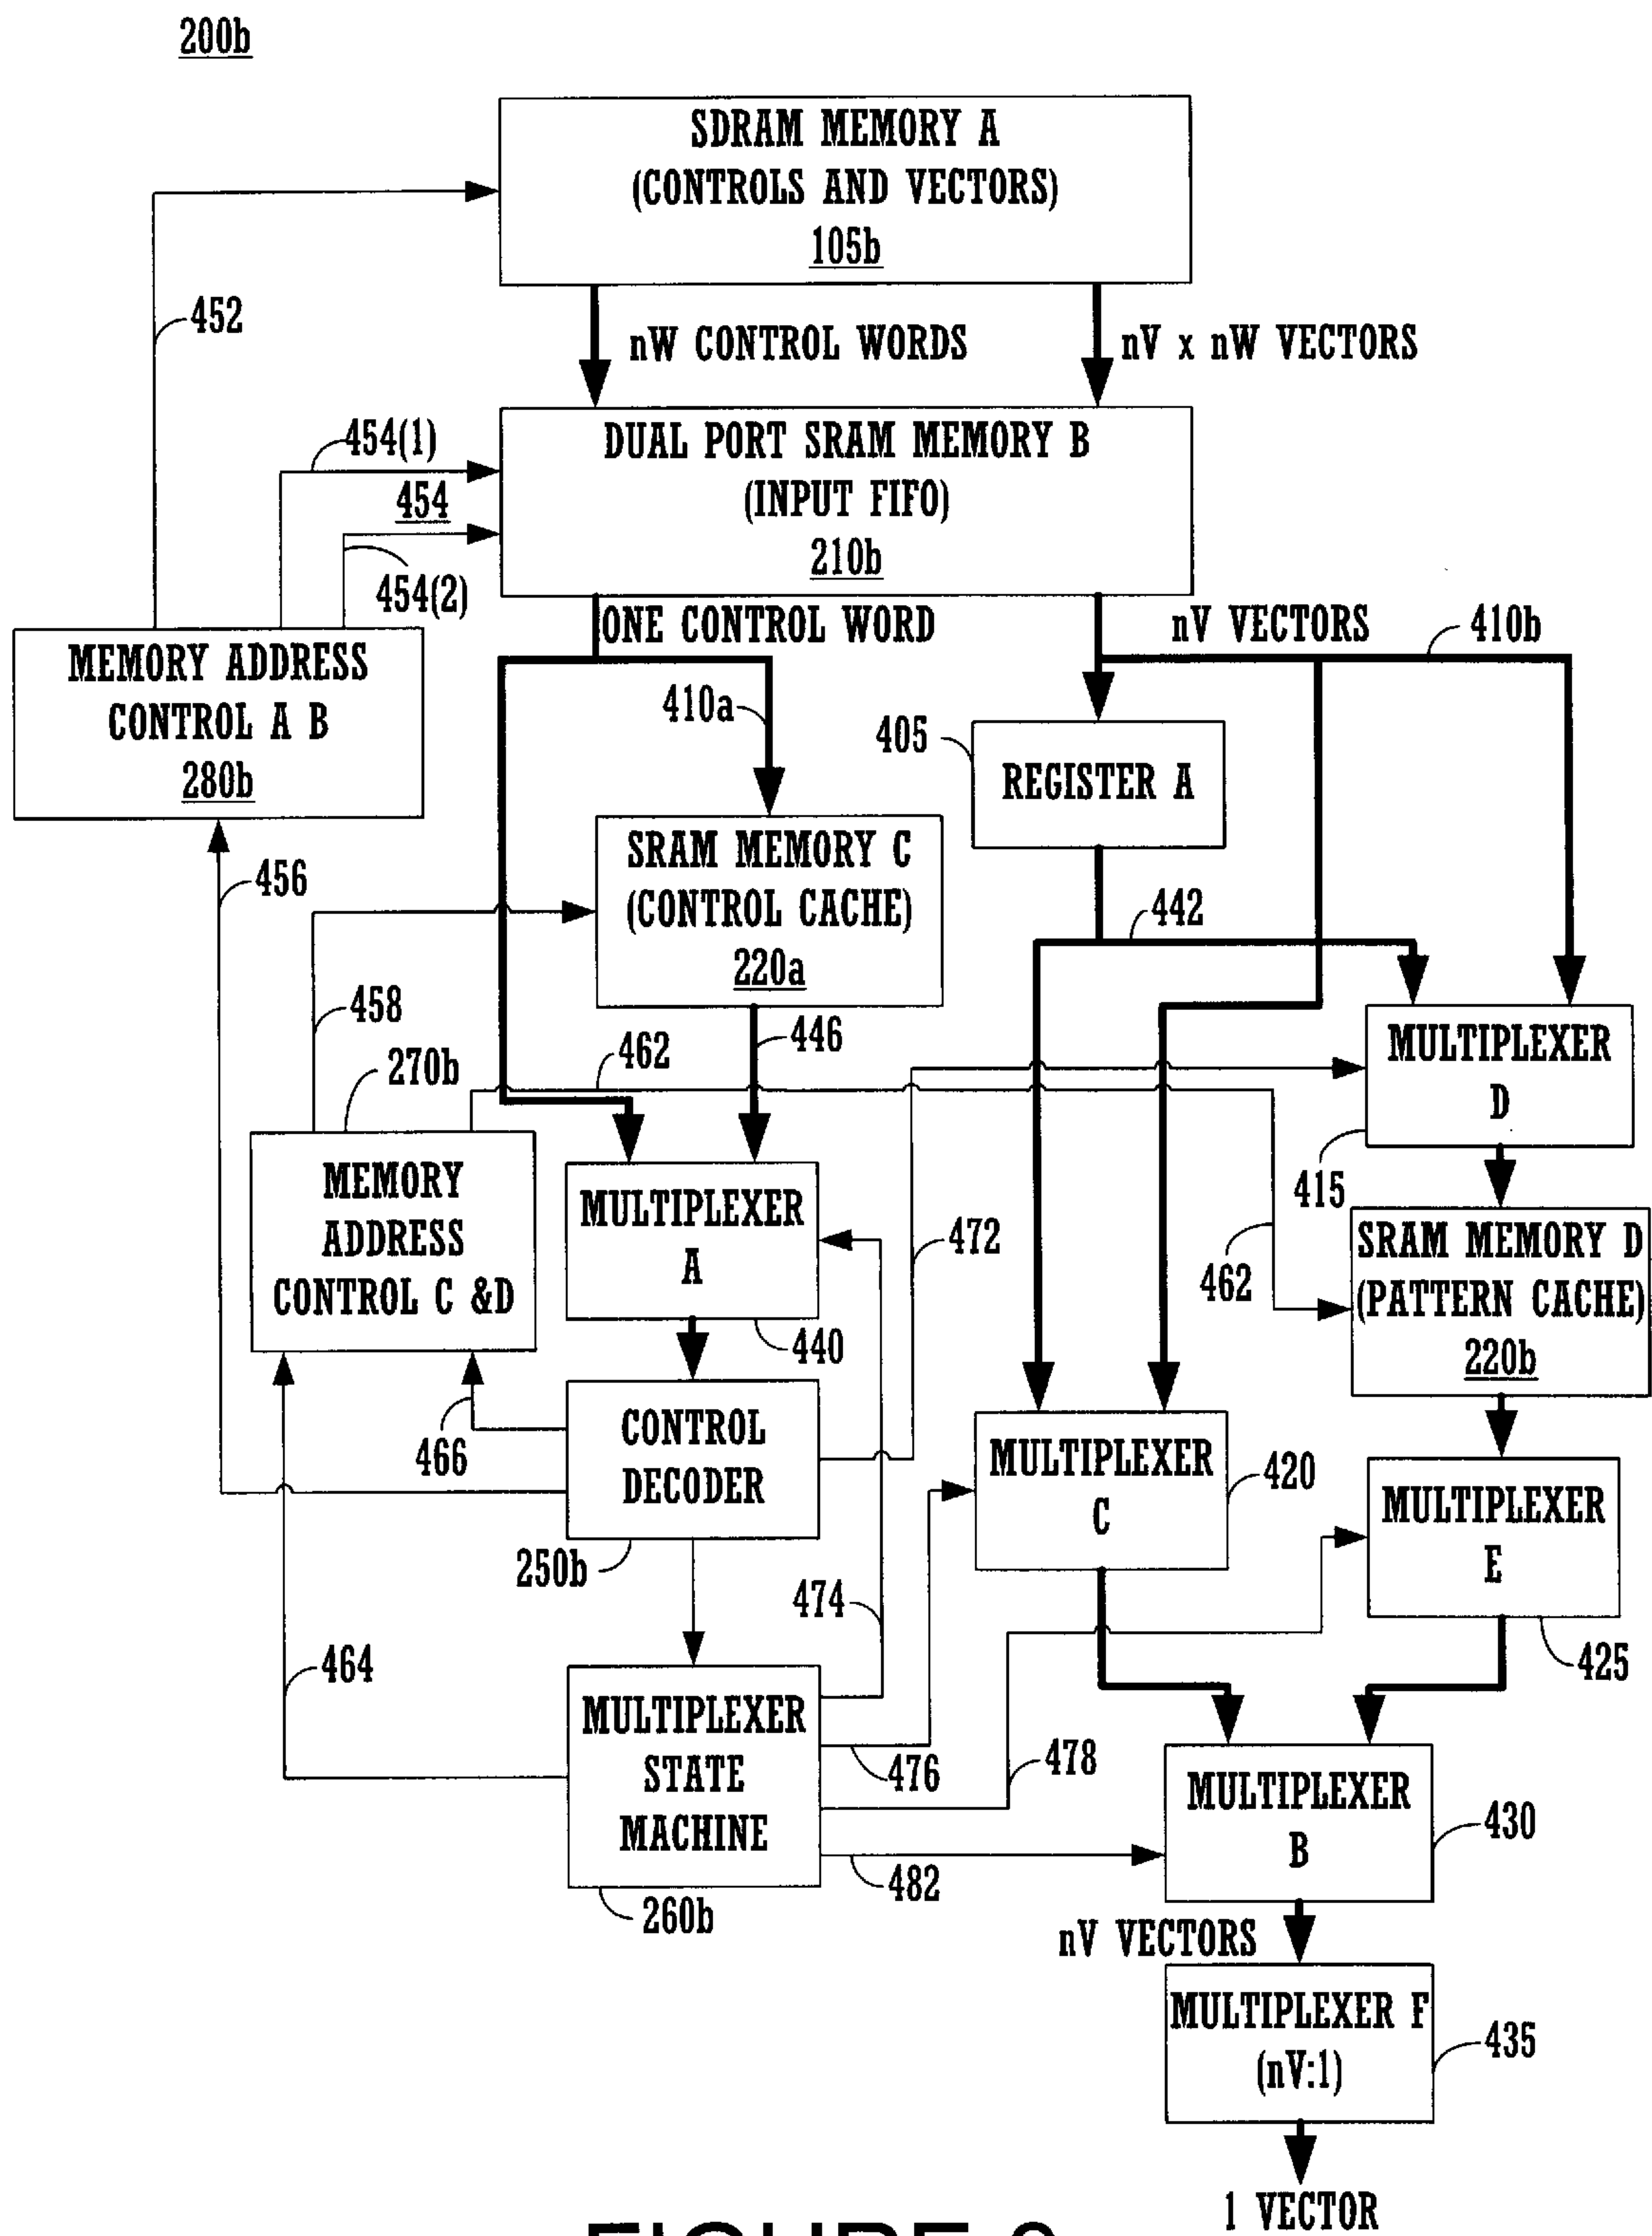 200b
SDRAM MEMORY A
(CONTROLS AND VECTORS)
105b
452
nW CONTROL WORDS
nV x nW VECTORS
454(1)
454
454(2)
DUAL PORT SRAM MEMORY B
(INPUT FIFO)
210b
ONE CONTROL WORD
nV VECTORS
410b
MEMORY ADDRESS
CONTROL A B
280b
410a
405
REGISTER A
456
SRAM MEMORY C
(CONTROL CACHE)
220a
442
458
446
462
270b
MULTIPLEXER
D
415
MEMORY
ADDRESS
CONTROL C &D
MULTIPLEXER
A
440
472
462
SRAM MEMORY D
(PATTERN CACHE)
220b
466
CONTROL
DECODER
250b
MULTIPLEXER
C
420
MULTIPLEXER
E
425
474
464
MULTIPLEXER
STATE
MACHINE
260b
476
478
482
MULTIPLEXER
B
430
nV VECTORS
MULTIPLEXER F
(nV:1)
435
1 VECTOR